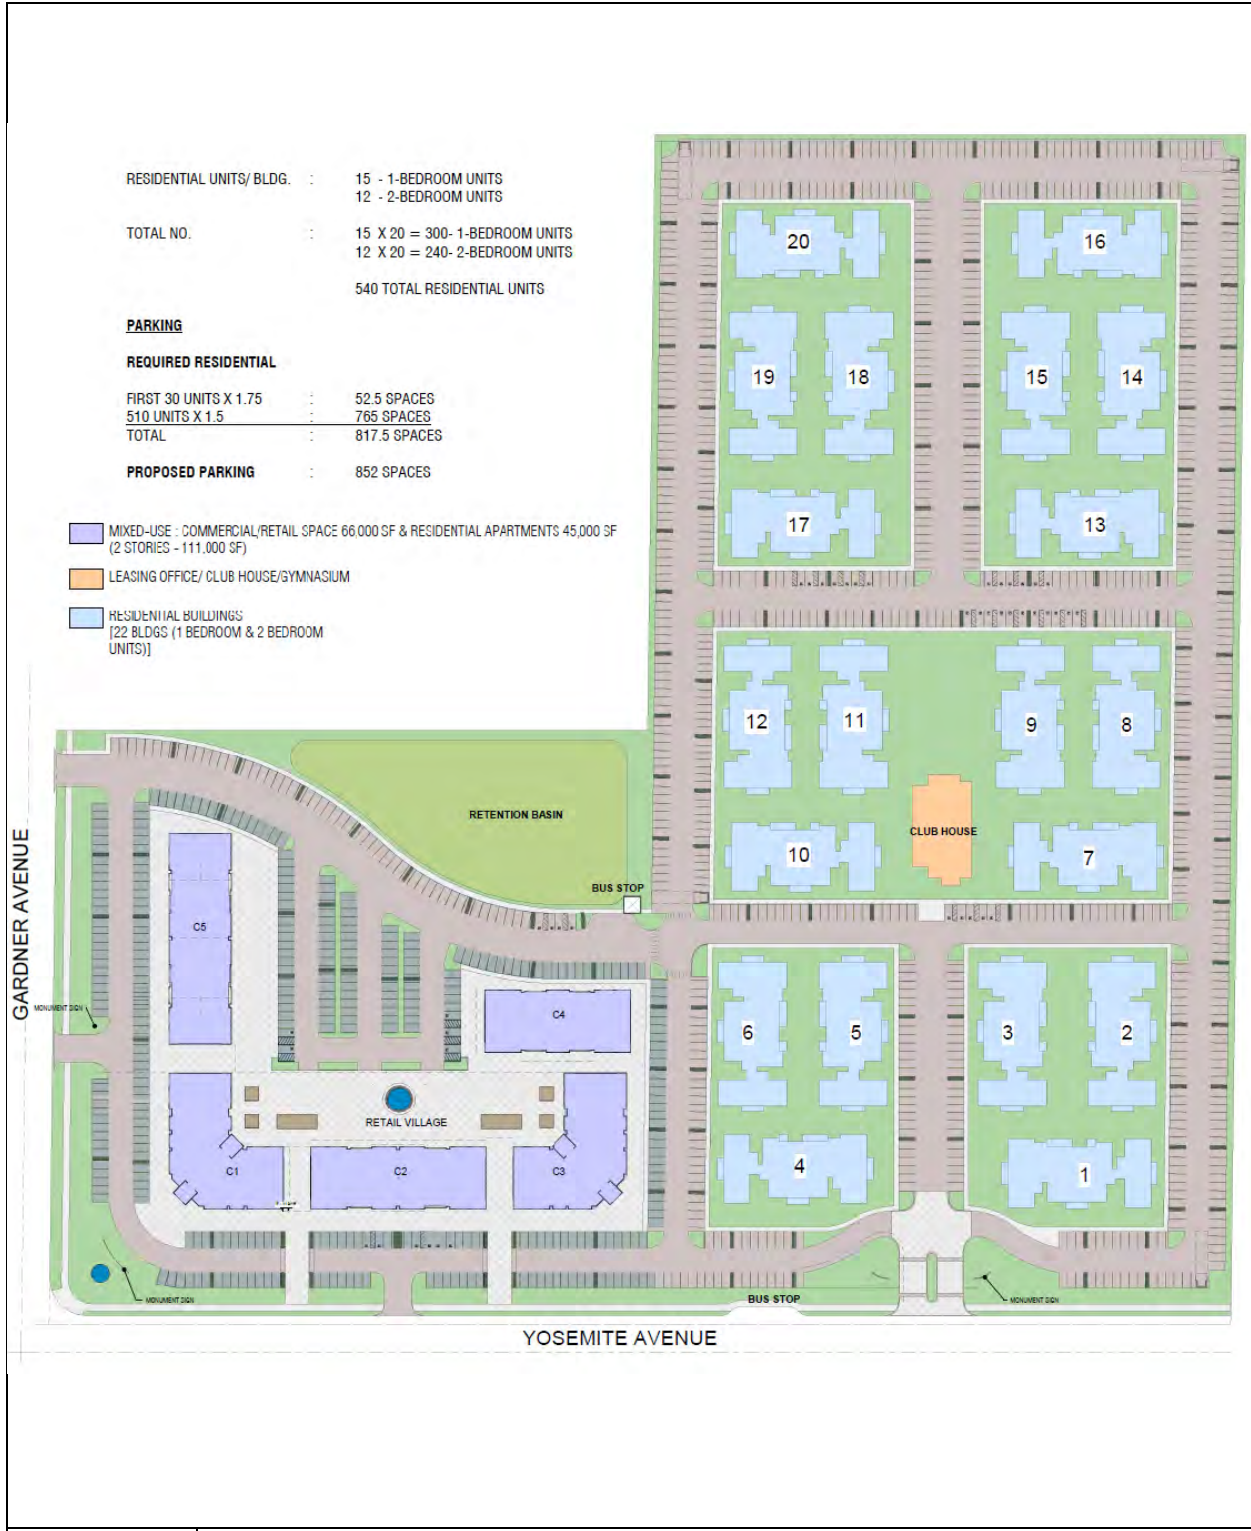 RESIDENTIAL UNITS/ BLDG. : 15 - 1-BEDROOM UNITS
12 - 2-BEDROOM UNITS
TOTAL NO. : 15 X 20 = 300- 1-BEDROOM UNITS
12 X 20 = 240- 2-BEDROOM UNITS
540 TOTAL RESIDENTIAL UNITS
PARKING
REQUIRED RESIDENTIAL
FIRST 30 UNITS X 1.75 : 52.5 SPACES
510 UNITS X 1.5 : 765 SPACES
TOTAL : 817.5 SPACES
PROPOSED PARKING : 852 SPACES
MIXED-USE : COMMERCIAL/RETAIL SPACE 66,000 SF & RESIDENTIAL APARTMENTS 45,000 SF
(2 STORIES - 111,000 SF)
LEASING OFFICE/ CLUB HOUSE/GYMNASIUM
RESIDENTIAL BUILDINGS
[22 BLDGS (1 BEDROOM & 2 BEDROOM
UNITS)]
20
16
19
18
15
14
17
13
12
11
9
8
RETENTION BASIN
CLUB HOUSE
10
7
BUS STOP
GARDNER AVENUE
C5
MONUMENT SIGN
C4
6
5
3
2
RETAIL VILLAGE
C1
C2
C3
4
1
MONUMENT SIGN
BUS STOP
MONUMENT SIGN
YOSEMITE AVENUE